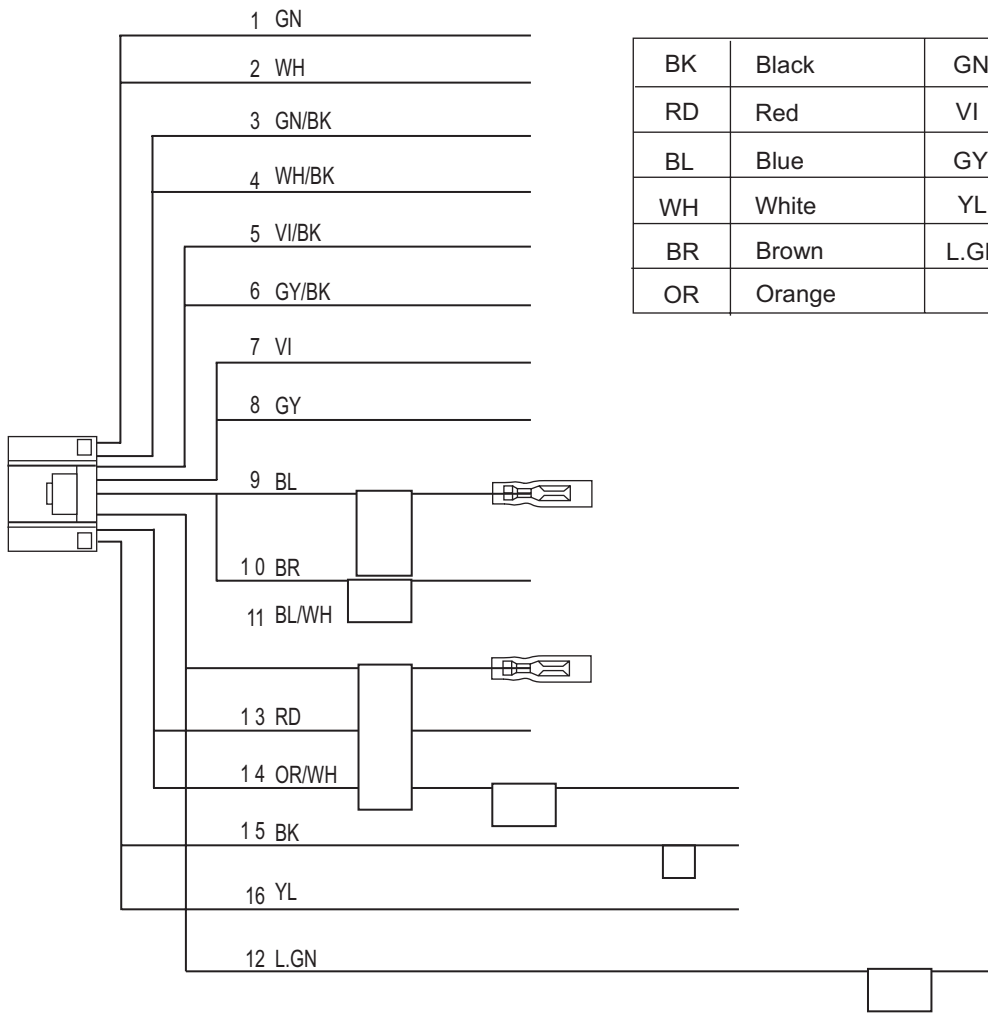 1 GN
2 WH
3 GN/BK
4 WH/BK
5 VI/BK
6 GY/BK
7 VI
8 GY
9 BL
10 BR
11 BL/WH
13 RD
14 OR/WH
15 BK
16 YL
12 L.GN
BK Black GN
RD Red VI
BL Blue GY
WH White YL
BR Brown
OR Orange